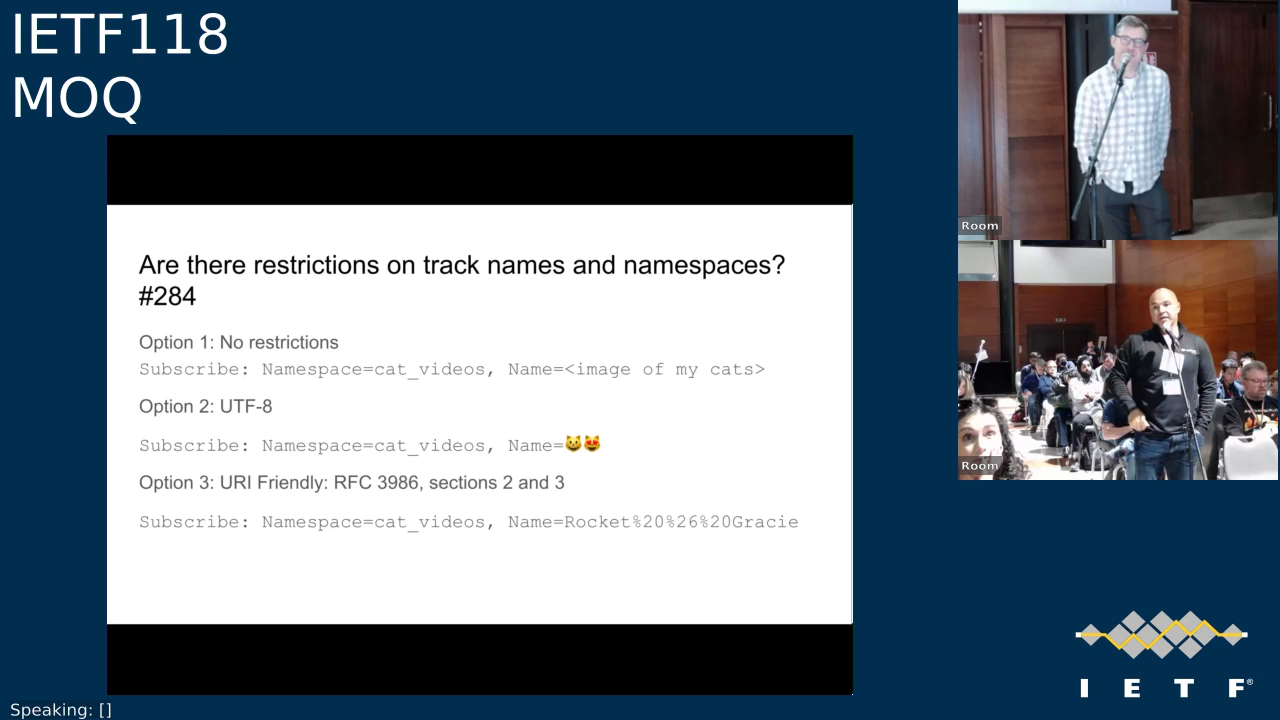 IETF118
MOQ
Are there restrictions on track names and namespaces?
#284
Option 1: No restrictions
Subscribe: Namespace=cat_videos, Name=<image of my cats>
Option 2: UTF-8
Subscribe: Namespace=cat_videos, Name=😺😻
Option 3: URI Friendly: RFC 3986, sections 2 and 3
Subscribe: Namespace=cat_videos, Name=Rocket%20%26%20Gracie
Room
Room
I E T F®
Speaking: []